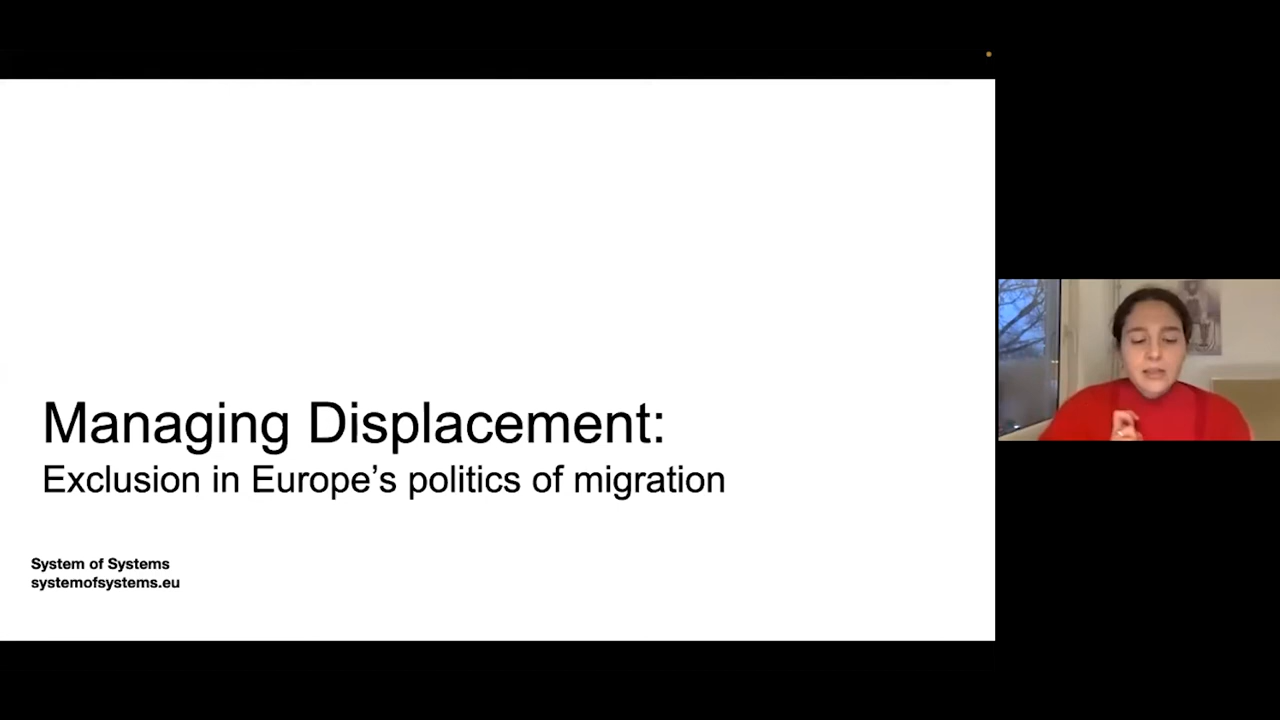 Managing Displacement:
Exclusion in Europe’s politics of migration
System of Systems
systemofsystems.eu